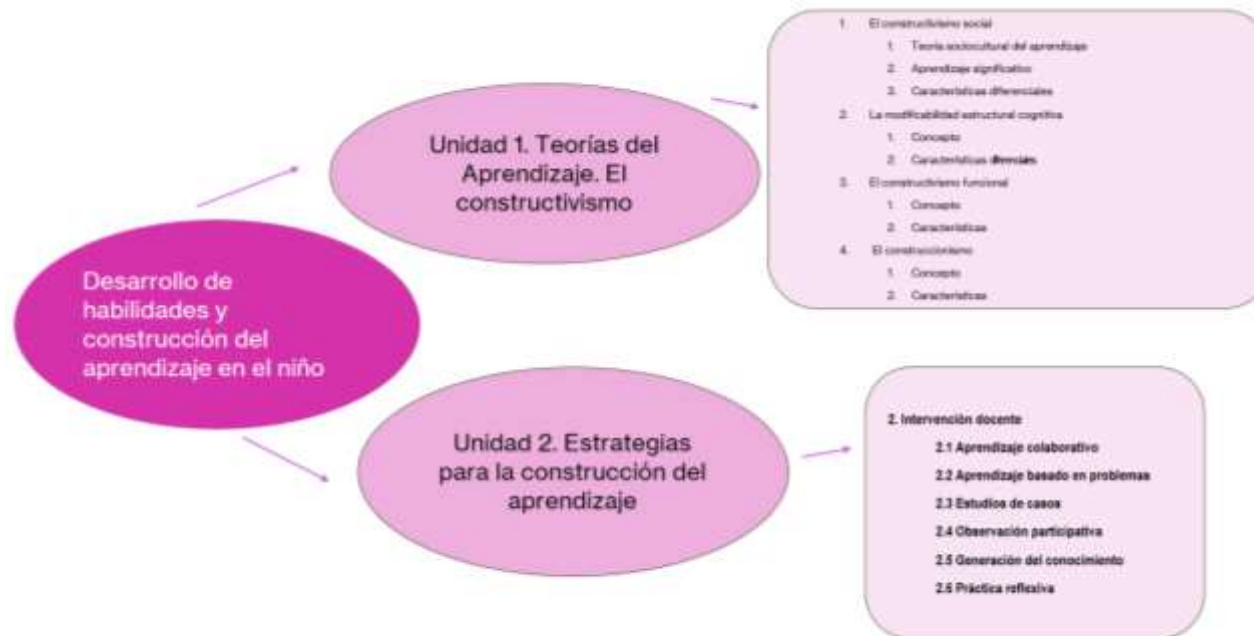 Desarrollo de
habilidades y
construcción del
aprendizaje en el niño
Unidad 1. Teorías del
Aprendizaje. El
constructivismo
1. El constructivismo social
1. Teoría sociocultural del aprendizaje
2. Aprendizaje significativo
3. Características diferenciales
2. La modificabilidad estructural cognitiva
1. Concepto
2. Características
3. El constructivismo funcional
1. Concepto
2. Características
4. El construccionismo
1. Concepto
2. Características
Unidad 2. Estrategias
para la construcción del
aprendizaje
2. Intervención docente
2.1 Aprendizaje colaborativo
2.2 Aprendizaje basado en problemas
2.3 Estudios de casos
2.4 Observación participativa
2.5 Generación del conocimiento
2.6 Práctica reflexiva